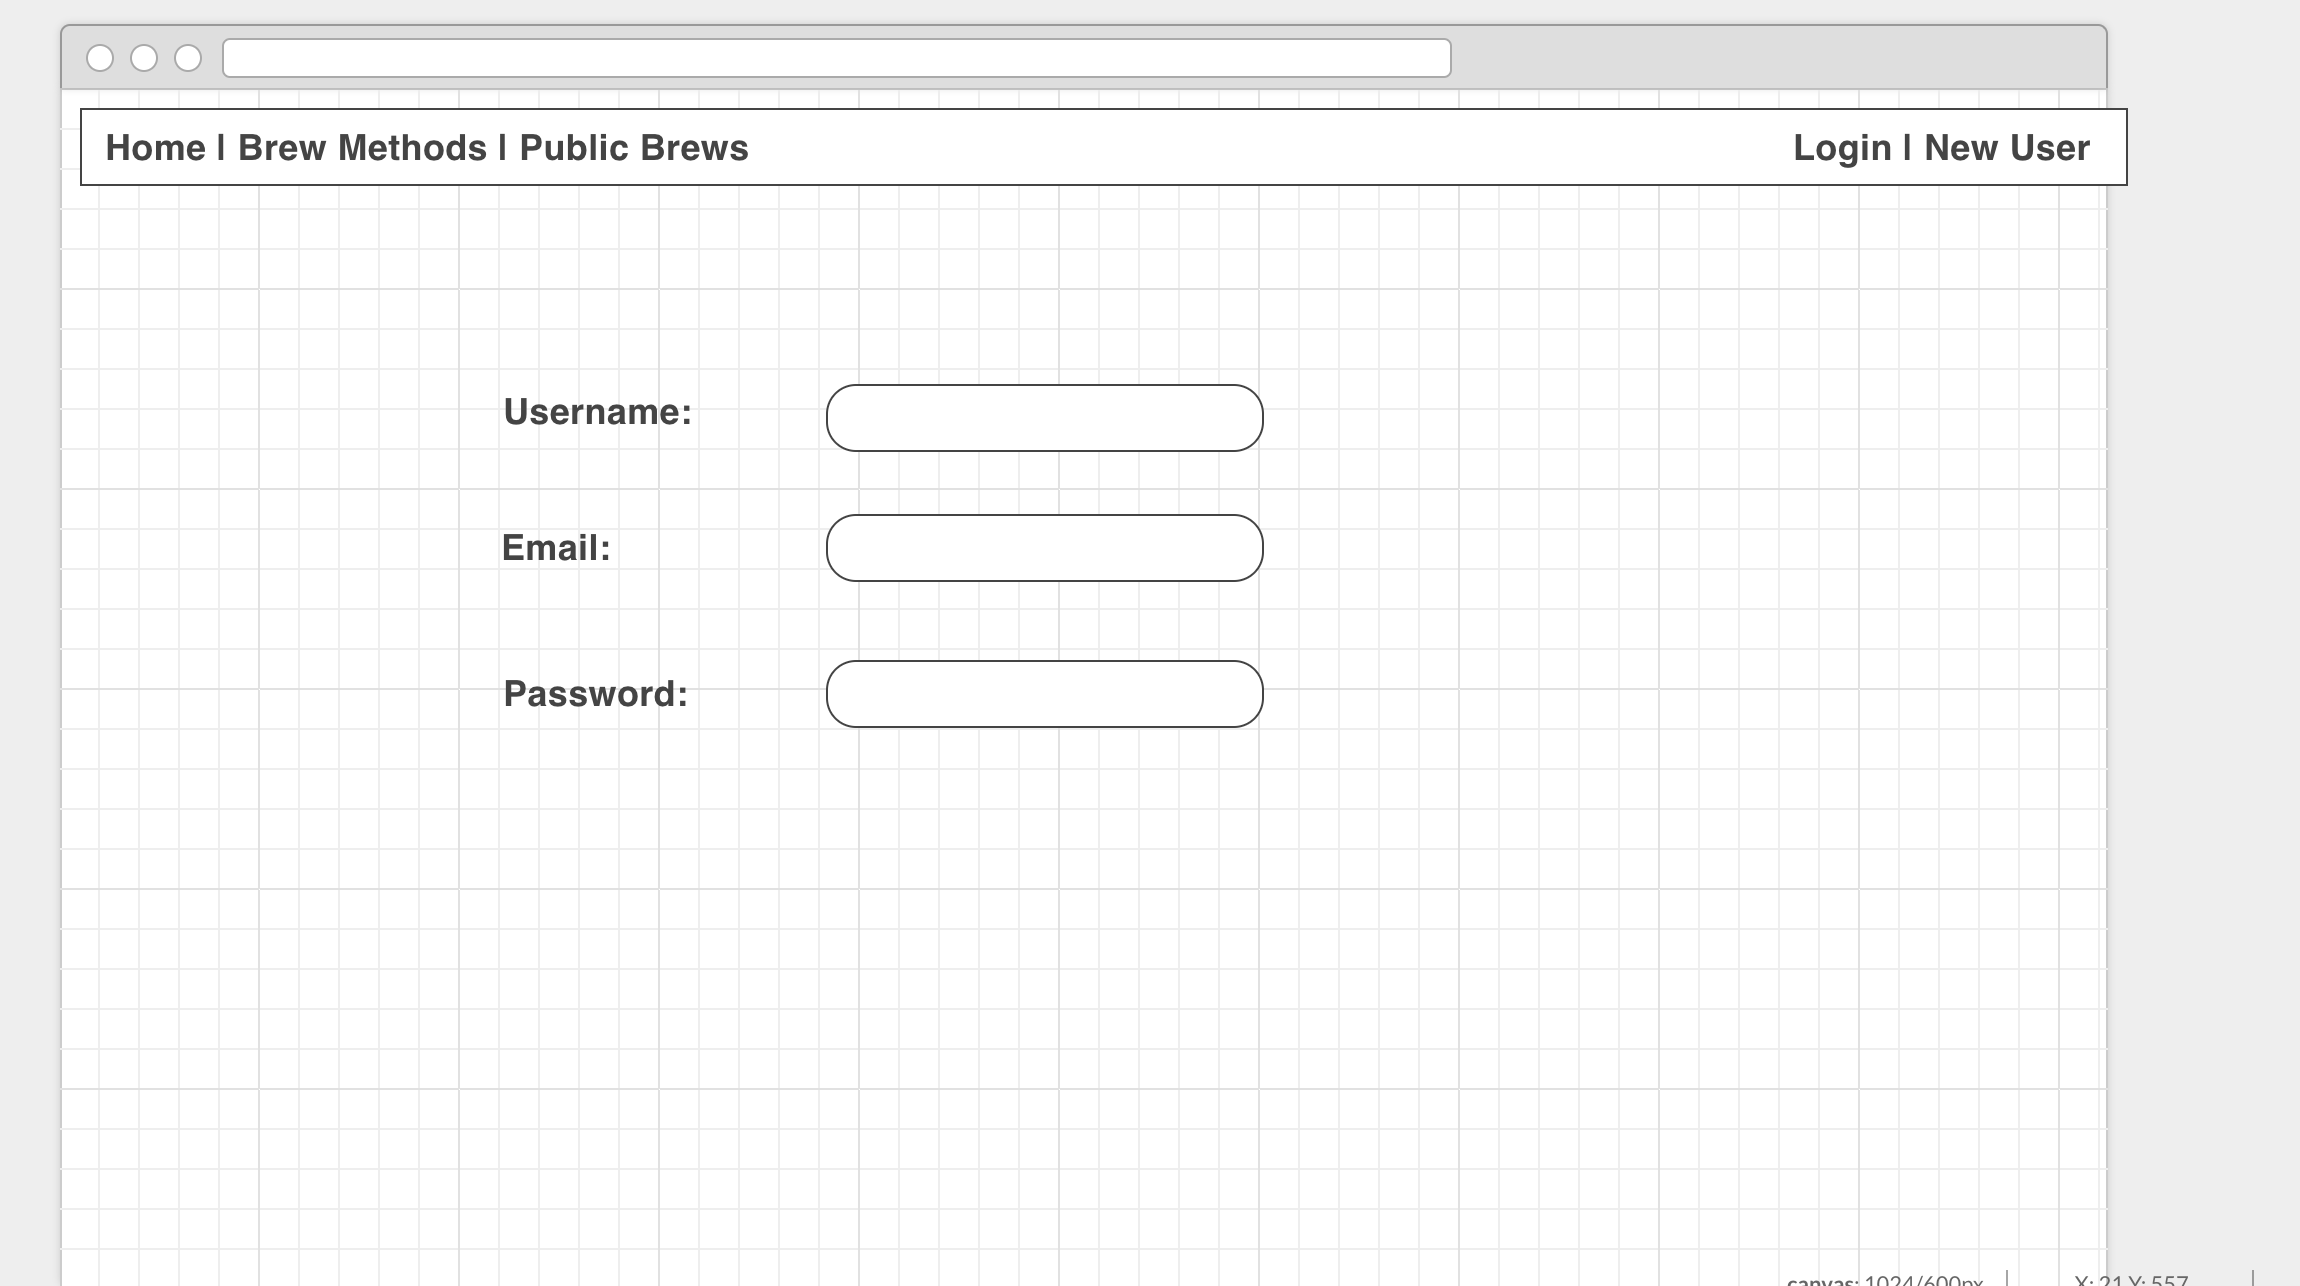 Home | Brew Methods | Public Brews
Login | New User
Username:
Email:
Password:
canvas: 1024/600px
X: 21 Y: 557